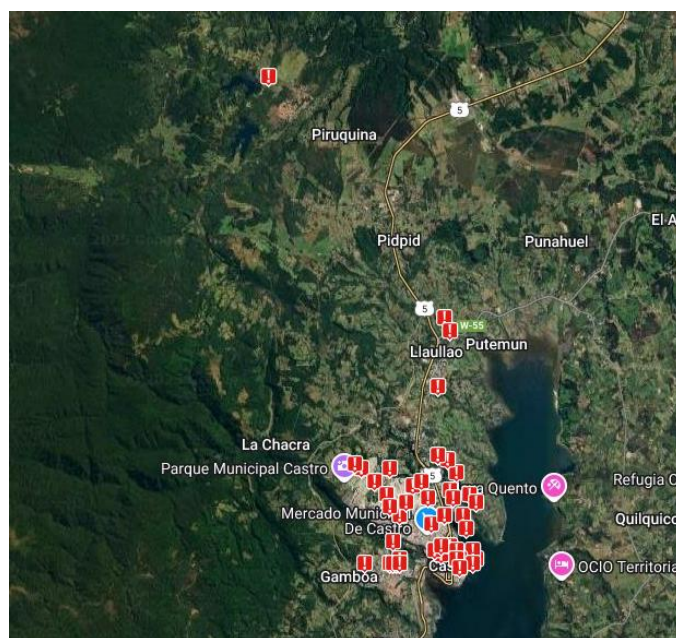 5
Piruquina
El A
Pidpid
Punahuel
5
W-55
Putemun
Llaullao
La Chacra
Parque Municipal Castro
5
a Quento
Refugia C
Mercado Muni
De Castro
Quilquico
Cas
OCIO Territoria
Gamboa